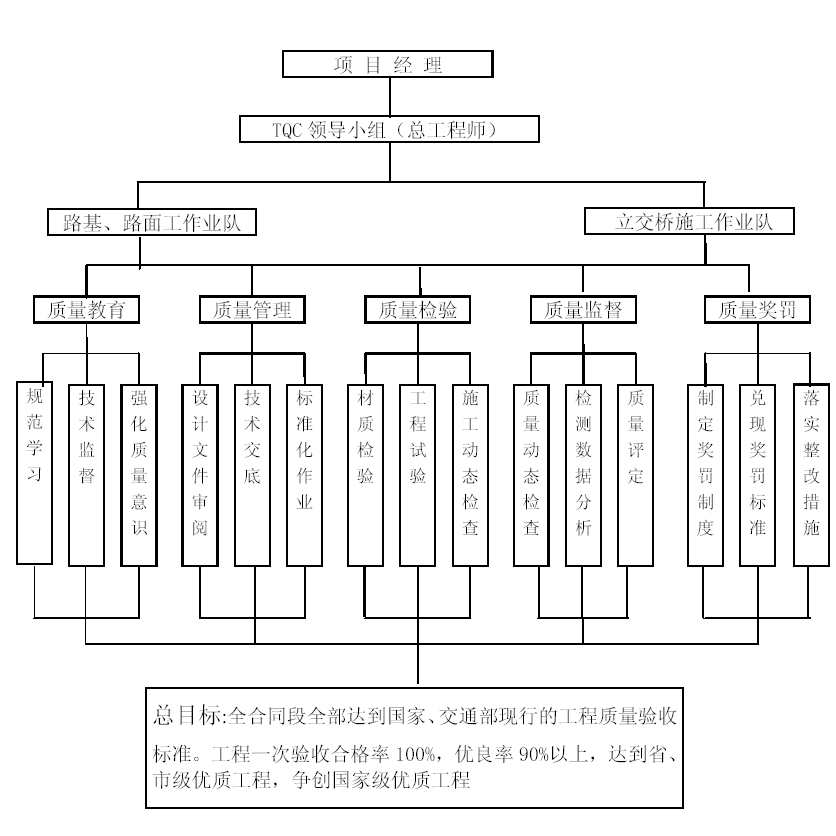 项目经理
TQC 领导小组（总工程师）
路基、路面工作业队
立交桥施工作业队
质量教育
质量管理
质量检验
质量监督
质量奖罚
规范学习
技术监督
强化质量意识
设计文件审阅
技术交底
标准化作业
材质检验
工程试验
施工动态检查
质量动态检查
检测数据分析
质量评定
制定奖罚制度
兑现奖罚标准
落实整改措施
总目标:全合同段全部达到国家、交通部现行的工程质量验收
标准。工程一次验收合格率 100%，优良率 90%以上，达到省、
市级优质工程，争创国家级优质工程